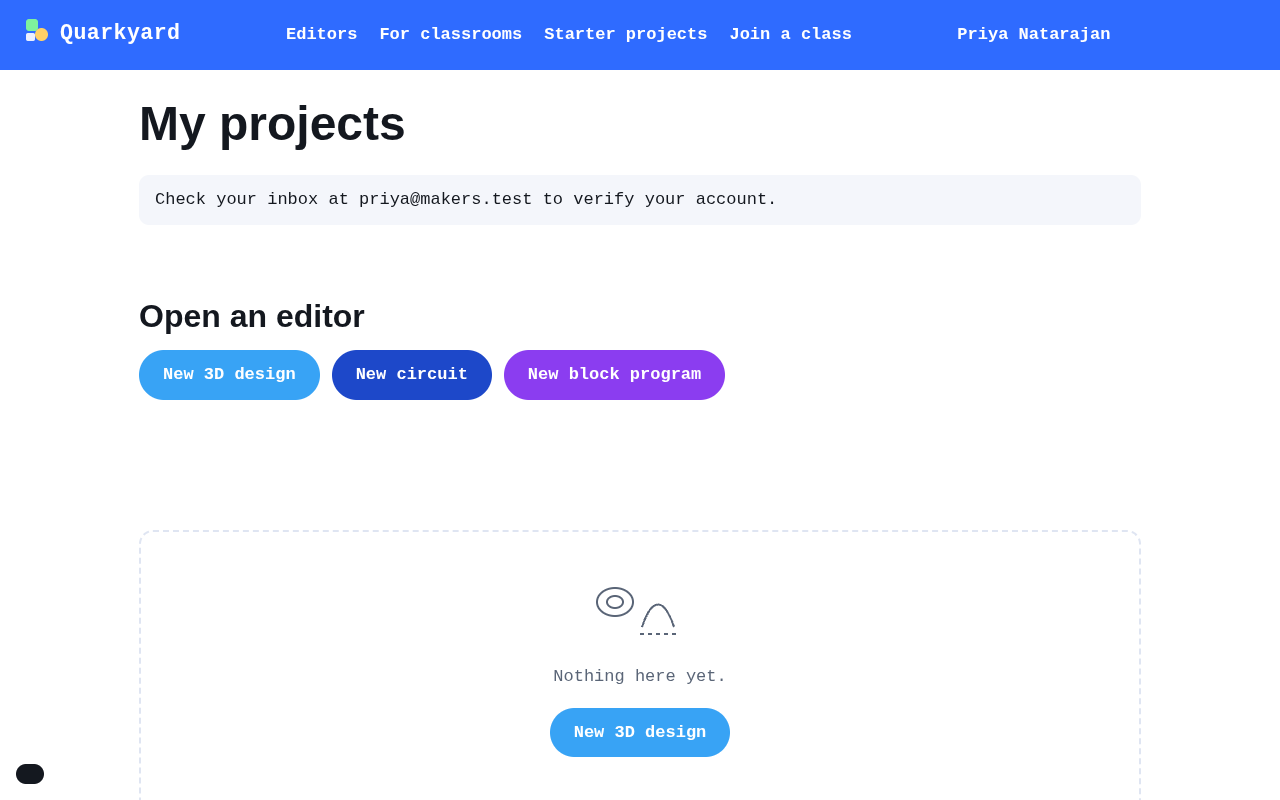 Quarkyard
Editors For classrooms Starter projects Join a class Priya Natarajan
My projects
Check your inbox at priya@makers.test to verify your account.
Open an editor
New 3D design New circuit New block program
Nothing here yet.
New 3D design